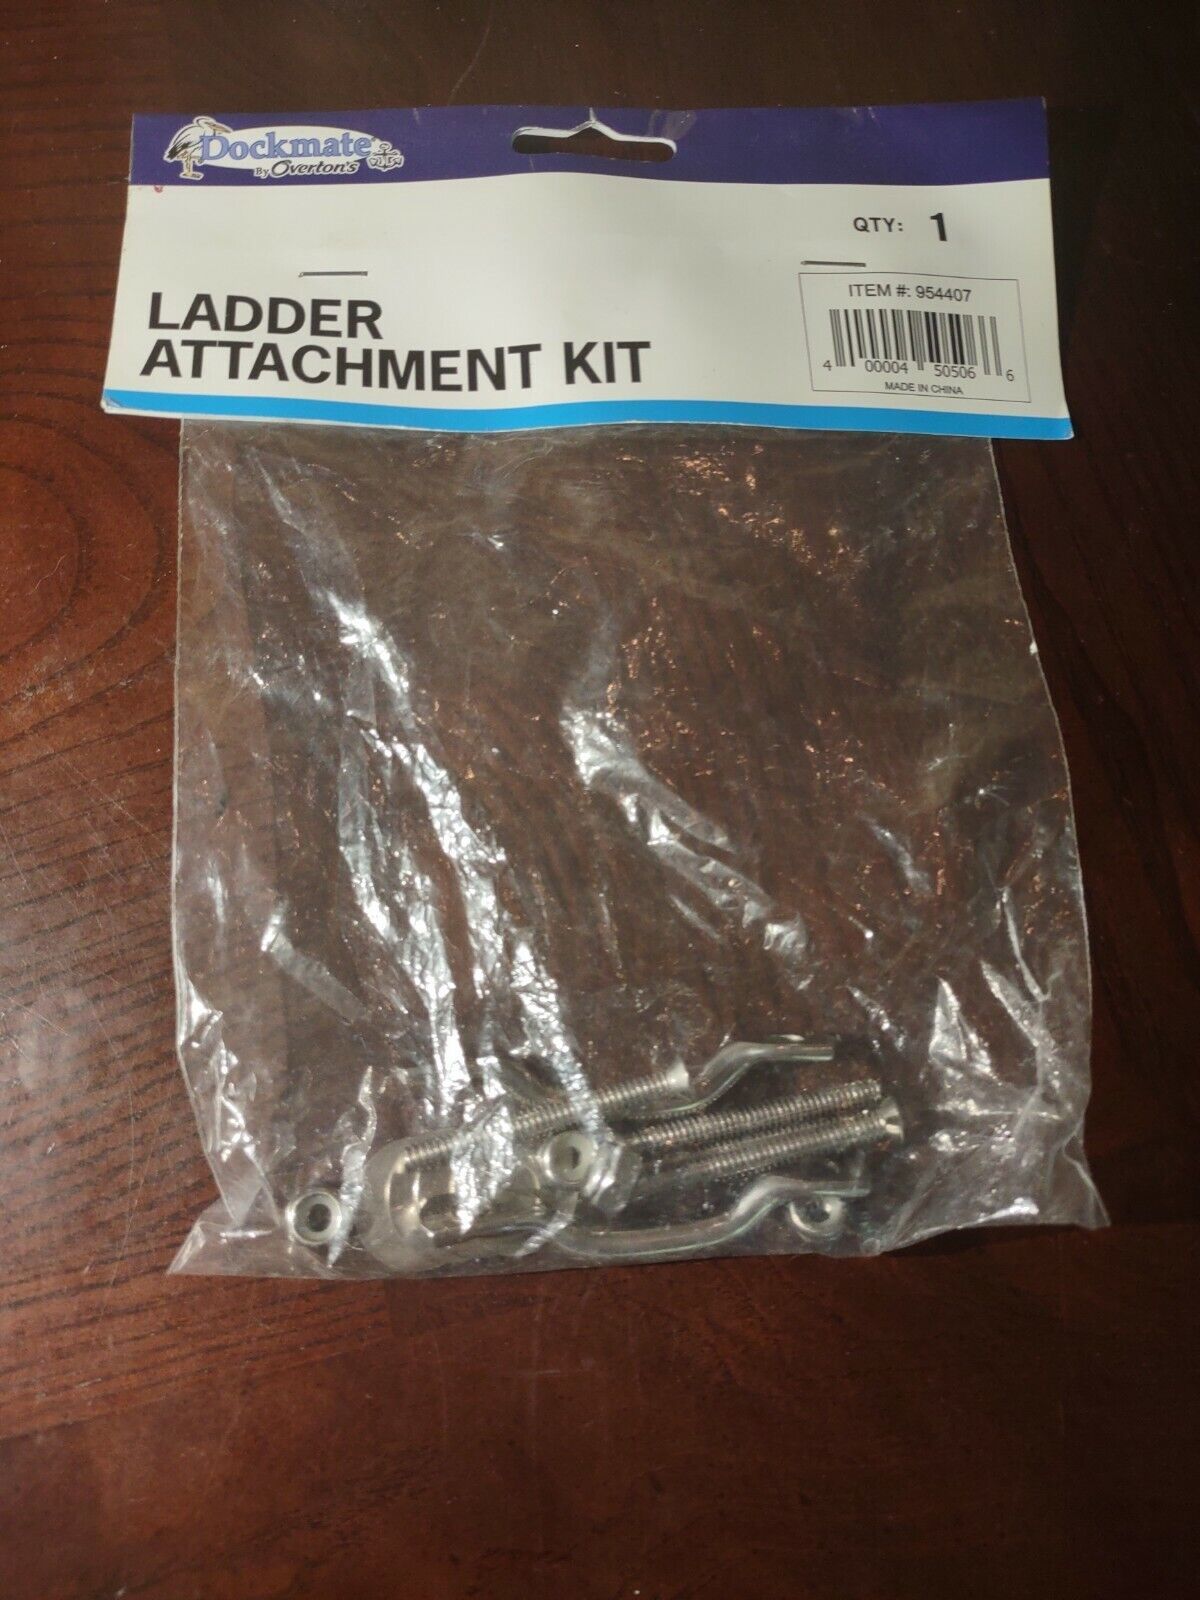 Dockmate
By Overton's
QTY: 1
LADDER
ATTACHMENT KIT
ITEM #: 954407
4 00004 50506 6
MADE IN CHINA